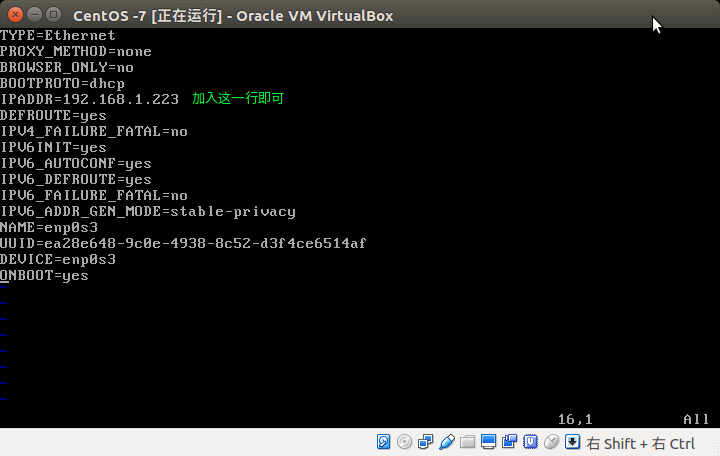 CentOS -7 [正在运行] - Oracle VM VirtualBox
TYPE=Ethernet
PROXY_METHOD=none
BROWSER_ONLY=no
BOOTPROTO=dhcp
IPADDR=192.168.1.223 加入这一行即可
DEFROUTE=yes
IPV4_FAILURE_FATAL=no
IPV6INIT=yes
IPV6_AUTOCONF=yes
IPV6_DEFROUTE=yes
IPV6_FAILURE_FATAL=no
IPV6_ADDR_GEN_MODE=stable-privacy
NAME=enp0s3
UUID=ea28e648-9c0e-4938-8c52-d3f4ce6514af
DEVICE=enp0s3
ONBOOT=yes
~
~
~
~
~
~
~
~
16,1 All
右 Shift + 右 Ctrl